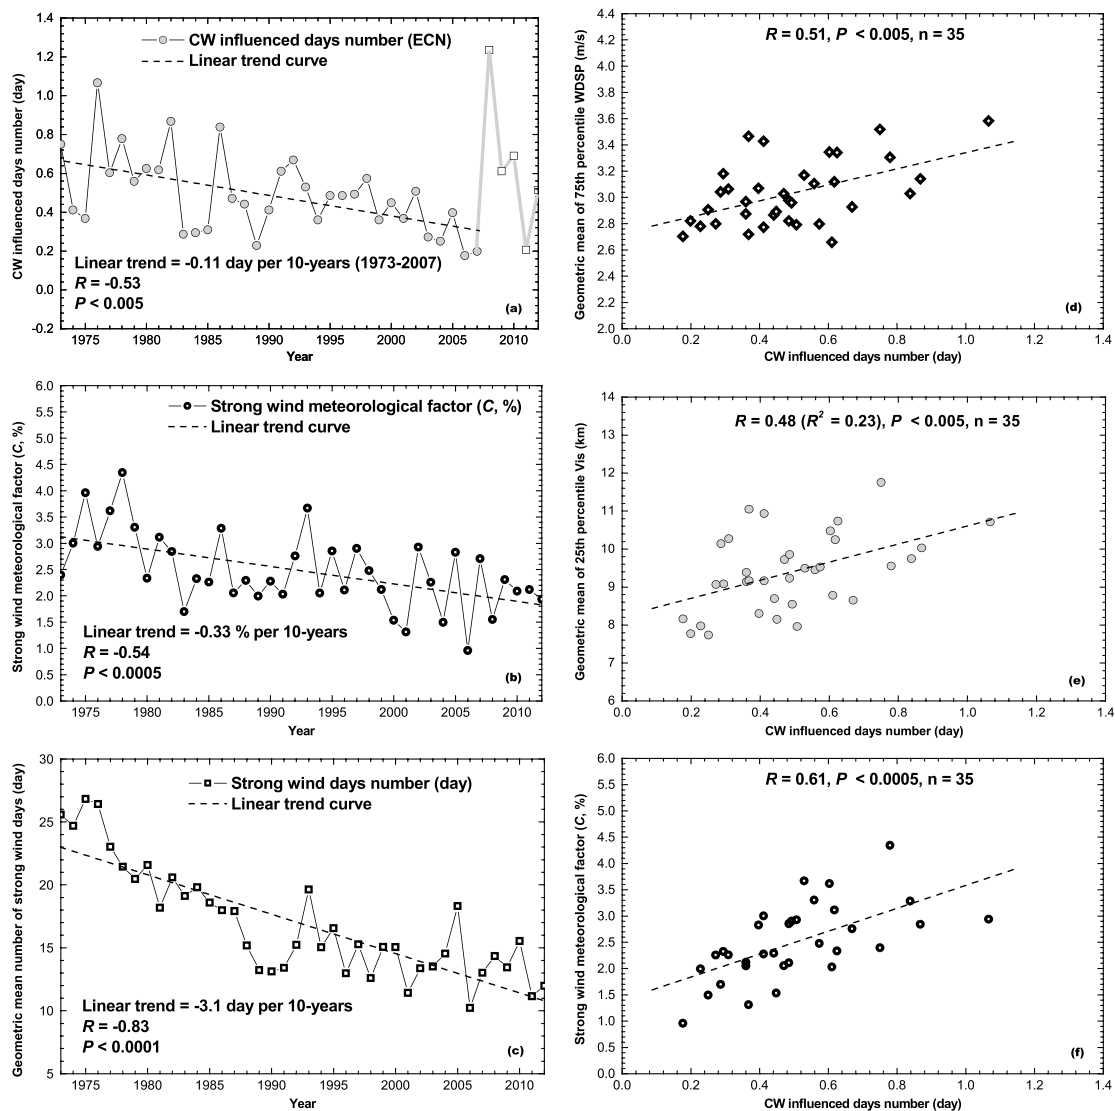 CW influenced days number (ECN)
Linear trend curve
CW influenced days number (day)
1.4
1.2
1.0
0.8
0.6
0.4
0.2
0.0
-0.2
Linear trend = -0.11 day per 10-years (1973-2007)
R = -0.53
P < 0.005
(a)
1975 1980 1985 1990 1995 2000 2005 2010
Year
R = 0.51, P < 0.005, n = 35
Geometric mean of 75th percentile WDSP (m/s)
4.4
4.2
4.0
3.8
3.6
3.4
3.2
3.0
2.8
2.6
2.4
2.2
2.0
(d)
0.0 0.2 0.4 0.6 0.8 1.0 1.2 1.4
CW influenced days number (day)
Strong wind meteorological factor (C, %)
Linear trend curve
Strong wind meteorological factor (C, %)
6.0
5.5
5.0
4.5
4.0
3.5
3.0
2.5
2.0
1.5
1.0
0.5
0.0
Linear trend = -0.33 % per 10-years
R = -0.54
P < 0.0005
(b)
1975 1980 1985 1990 1995 2000 2005 2010
Year
R = 0.48 (R2 = 0.23), P < 0.005, n = 35
Geometric mean of 25th percentile Vis (km)
14
13
12
11
10
9
8
7
6
(e)
0.0 0.2 0.4 0.6 0.8 1.0 1.2 1.4
CW influenced days number (day)
Strong wind days number (day)
Linear trend curve
Geometric mean number of strong wind days (day)
30
25
20
15
10
5
Linear trend = -3.1 day per 10-years
R = -0.83
P < 0.0001
(c)
1975 1980 1985 1990 1995 2000 2005 2010
Year
R = 0.61, P < 0.0005, n = 35
Strong wind meteorological factor (C, %)
6.0
5.5
5.0
4.5
4.0
3.5
3.0
2.5
2.0
1.5
1.0
0.5
0.0
(f)
0.0 0.2 0.4 0.6 0.8 1.0 1.2 1.4
CW influenced days number (day)